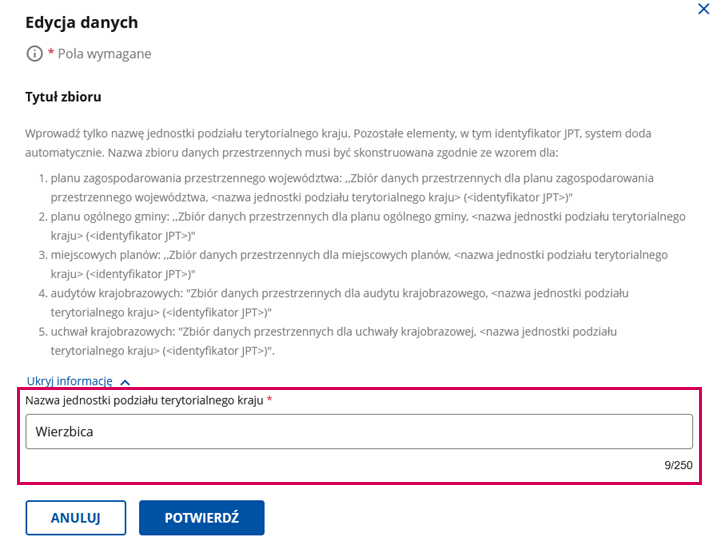 Edycja danych
* Pola wymagane
Tytuł zbioru
Wprowadź tylko nazwę jednostki podziału terytorialnego kraju. Pozostałe elementy, w tym identyfikator JPT, system doda
automatycznie. Nazwa zbioru danych przestrzennych musi być skonstruowana zgodnie ze wzorem dla:
1. planu zagospodarowania przestrzennego województwa: ,,Zbiór danych przestrzennych dla planu zagospodarowania
przestrzennego województwa, <nazwa jednostki podziału terytorialnego kraju> (<identyfikator JPT>)"
2. planu ogólnego gminy: ,,Zbiór danych przestrzennych dla planu ogólnego gminy, <nazwa jednostki podziału terytorialnego
kraju> (<identyfikator JPT>)"
3. miejscowych planów: ,,Zbiór danych przestrzennych dla miejscowych planów, <nazwa jednostki podziału terytorialnego
kraju> (<identyfikator JPT>)"
4. audytów krajobrazowych: "Zbiór danych przestrzennych dla audytu krajobrazowego, <nazwa jednostki podziału
terytorialnego kraju> (<identyfikator JPT>)"
5. uchwał krajobrazowych: "Zbiór danych przestrzennych dla uchwały krajobrazowej, <nazwa jednostki podziału
terytorialnego kraju> (<identyfikator JPT>)".
Ukryj informację
Nazwa jednostki podziału terytorialnego kraju *
Wierzbica
9/250
ANULUJ POTWIERDŹ